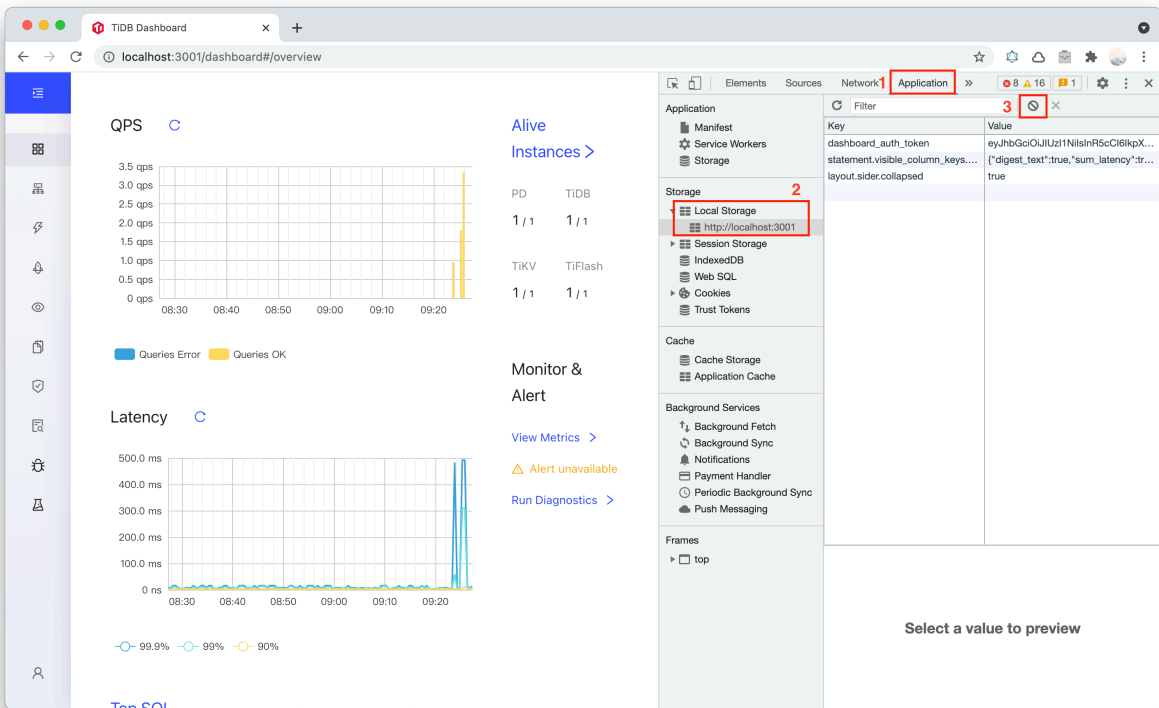 TiDB Dashboard
localhost:3001/dashboard#/overview
QPS
3.5 qps
3.0 qps
2.5 qps
2.0 qps
1.5 qps
1.0 qps
0.5 qps
0 qps
08:30 08:40 08:50 09:00 09:10 09:20
Queries Error Queries OK
Latency
500.0 ms
400.0 ms
300.0 ms
200.0 ms
100.0 ms
0 ns
08:30 08:40 08:50 09:00 09:10 09:20
99.9% 99% 90%
Top SQL
Alive
Instances >
PD TiDB
1 / 1 1 / 1
TiKV TiFlash
1 / 1 1 / 1
Monitor &
Alert
View Metrics >
Alert unavailable
Run Diagnostics >
Elements Sources Network 1 Application » 8 16 1
Application
Manifest
Service Workers
Storage
Storage 2
Local Storage
http://localhost:3001
Session Storage
IndexedDB
Web SQL
Cookies
Trust Tokens
Cache
Cache Storage
Application Cache
Background Services
Background Fetch
Background Sync
Notifications
Payment Handler
Periodic Background Sync
Push Messaging
Frames
top
Filter 3
Key Value
dashboard_auth_token eyJhbGciOiJIUzI1NiIsInR5cCI6IkpX...
statement.visible_column_keys.... {"digest_text":true,"sum_latency":tr...
layout.sider.collapsed true
Select a value to preview